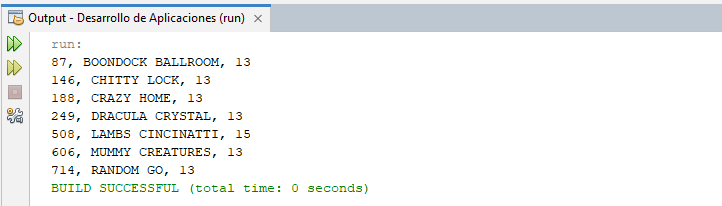 Output - Desarrollo de Aplicaciones (run)
run:
87, BOONDOCK BALLROOM, 13
146, CHITTY LOCK, 13
188, CRAZY HOME, 13
249, DRACULA CRYSTAL, 13
508, LAMBS CINCINATTI, 15
606, MUMMY CREATURES, 13
714, RANDOM GO, 13
BUILD SUCCESSFUL (total time: 0 seconds)